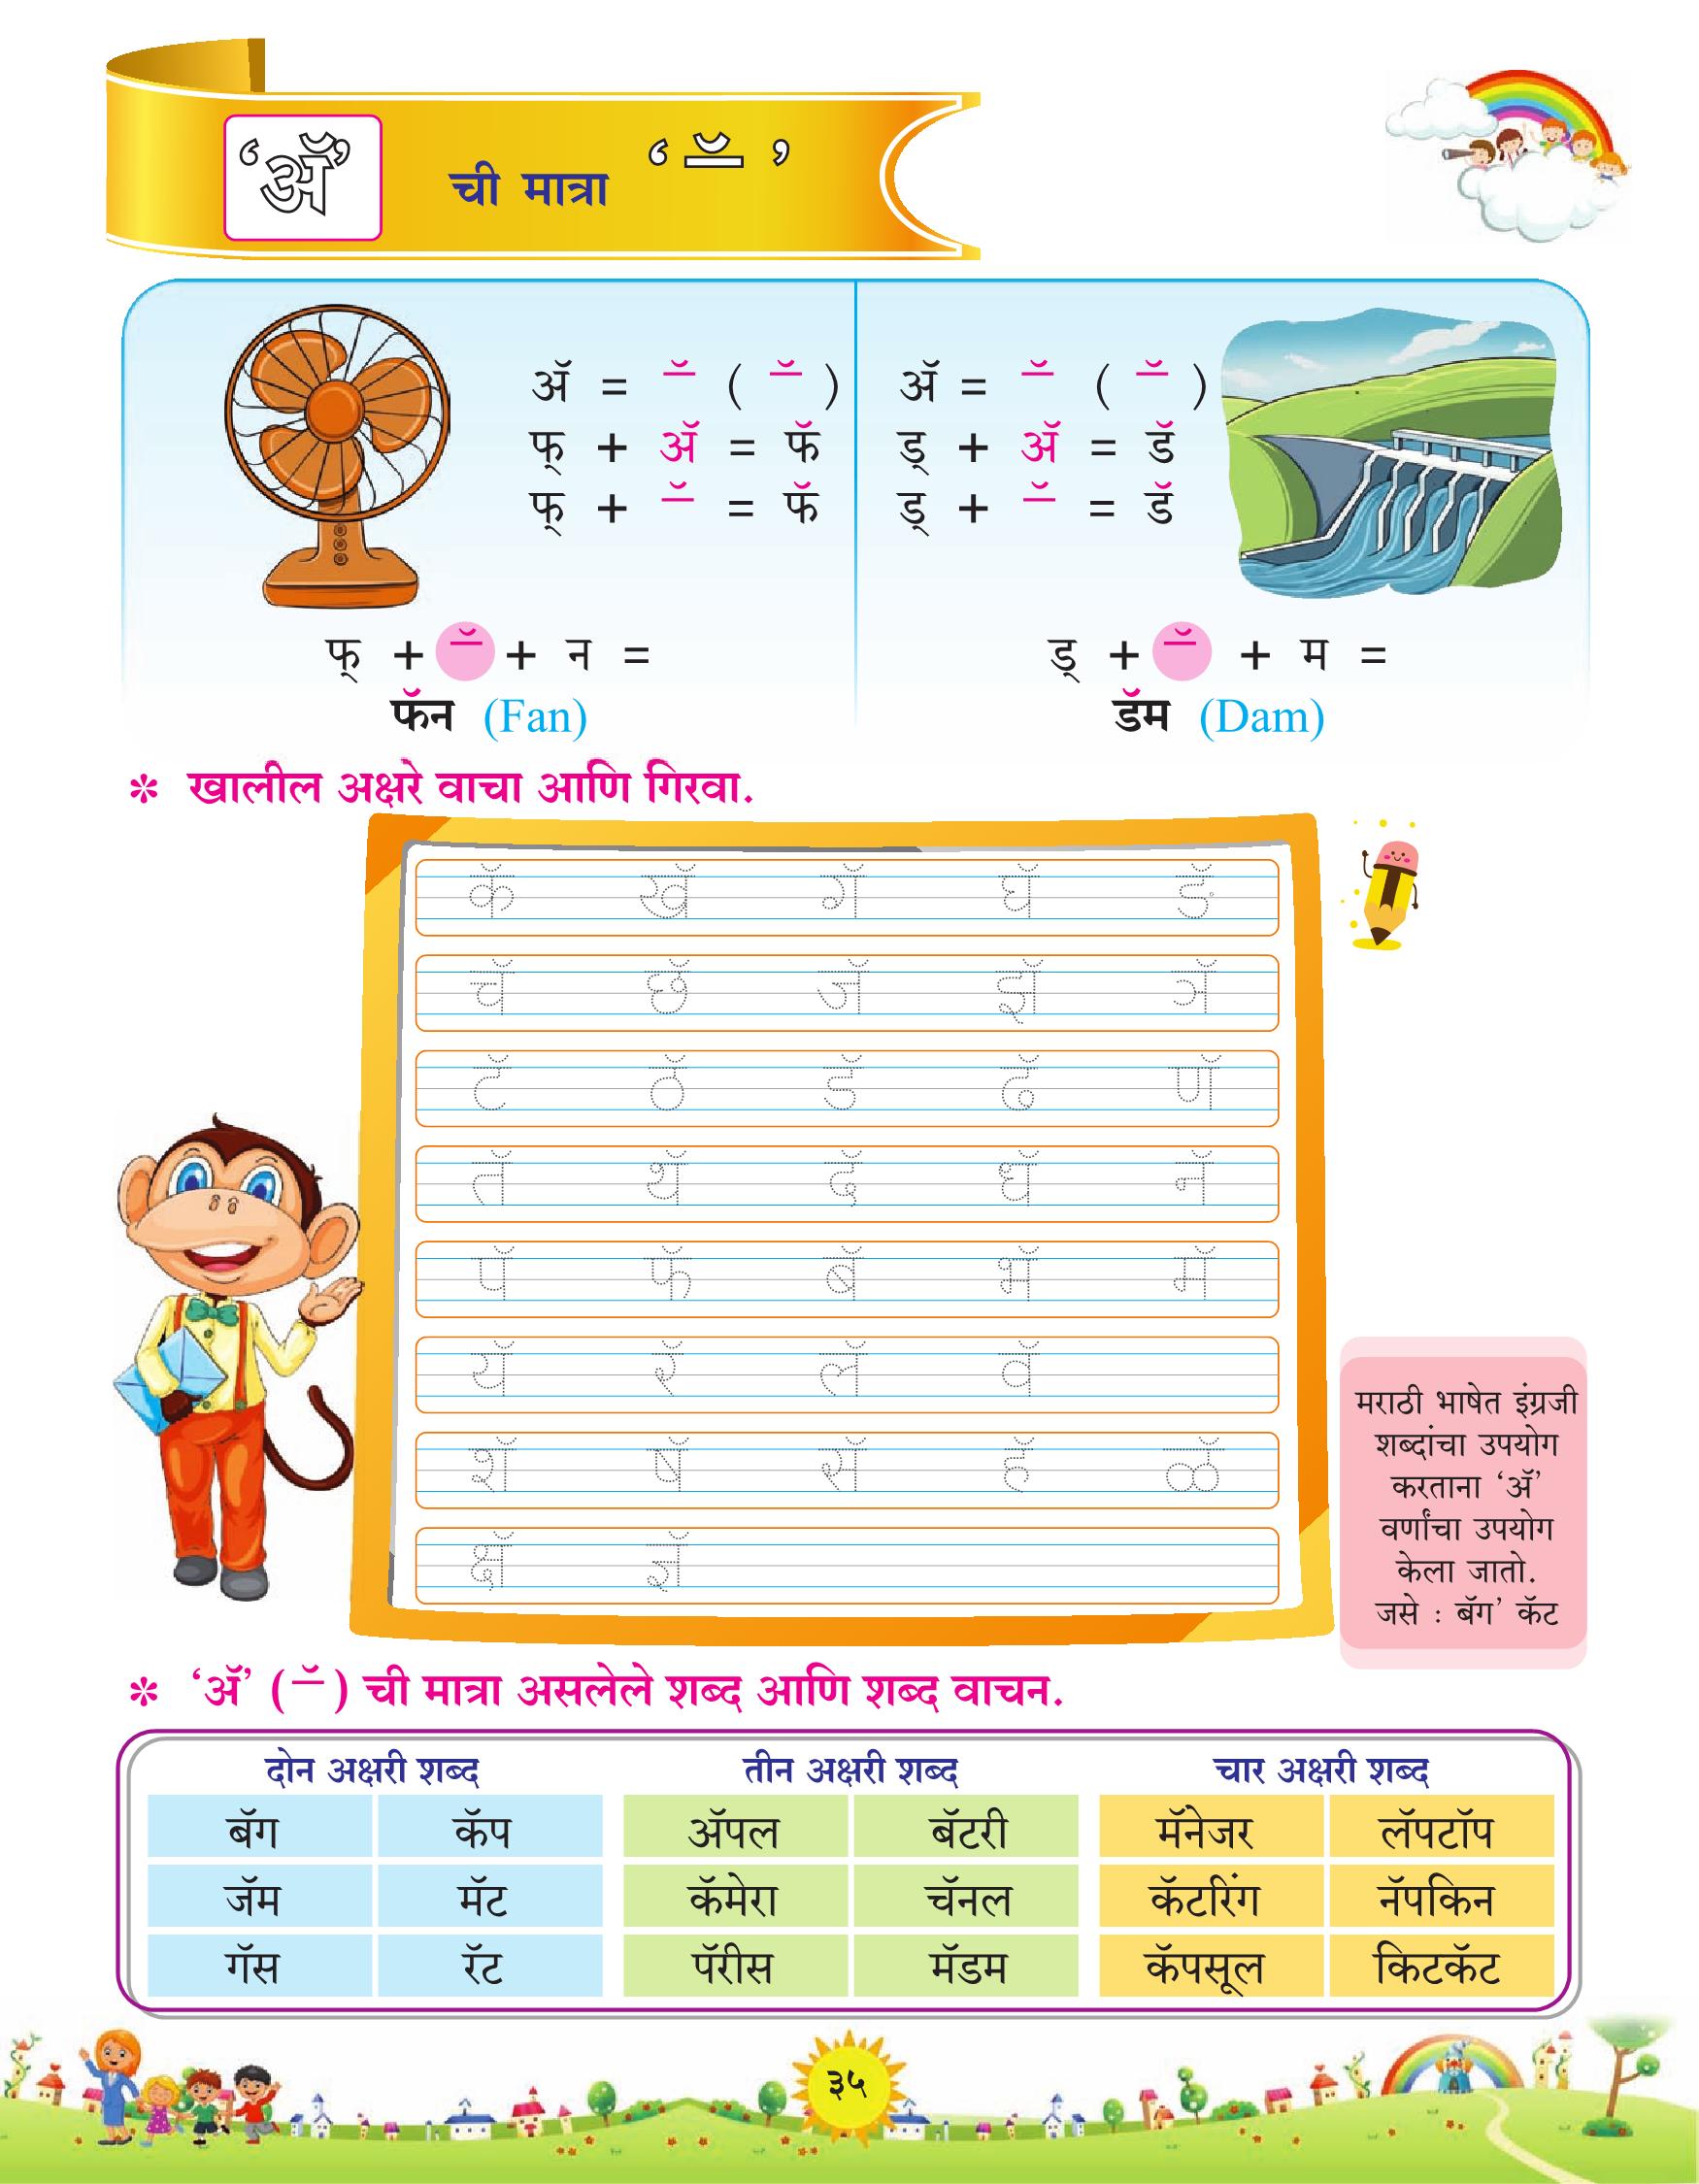 ‘ॲ’ ची मात्रा ‘ ॅ ’
ॲ = ॅ ( ॅ )
फ् + ॲ = फॅ
फ् + ॅ = फॅ
फ् + ॅ + न =
फॅन (Fan)
ॲ = ॅ ( ॅ )
ड् + ॲ = डॅ
ड् + ॅ = डॅ
ड् + ॅ + म =
डॅम (Dam)
* खालील अक्षरे वाचा आणि गिरवा.
कॅ खॅ गॅ घॅ ङॅ
चॅ छॅ जॅ झॅ ञॅ
टॅ ठॅ डॅ ढॅ णॅ
तॅ थॅ दॅ धॅ नॅ
पॅ फॅ बॅ भॅ मॅ
यॅ रॅ लॅ वॅ
शॅ षॅ सॅ हॅ ळॅ
क्षॅ ज्ञॅ
मराठी भाषेत इंग्रजी
शब्दांचा उपयोग
करताना ‘ॲ’
वर्णांचा उपयोग
केला जातो.
जसे : बॅग’ कॅट
* ‘ॲ’ ( ॅ ) ची मात्रा असलेले शब्द आणि शब्द वाचन.
दोन अक्षरी शब्द तीन अक्षरी शब्द चार अक्षरी शब्द
बॅग कॅप ॲपल बॅटरी मॅनेजर लॅपटॉप
जॅम मॅट कॅमेरा चॅनल कॅटरिंग नॅपकिन
गॅस रॅट पॅरीस मॅडम कॅपसूल किटकॅट
३५